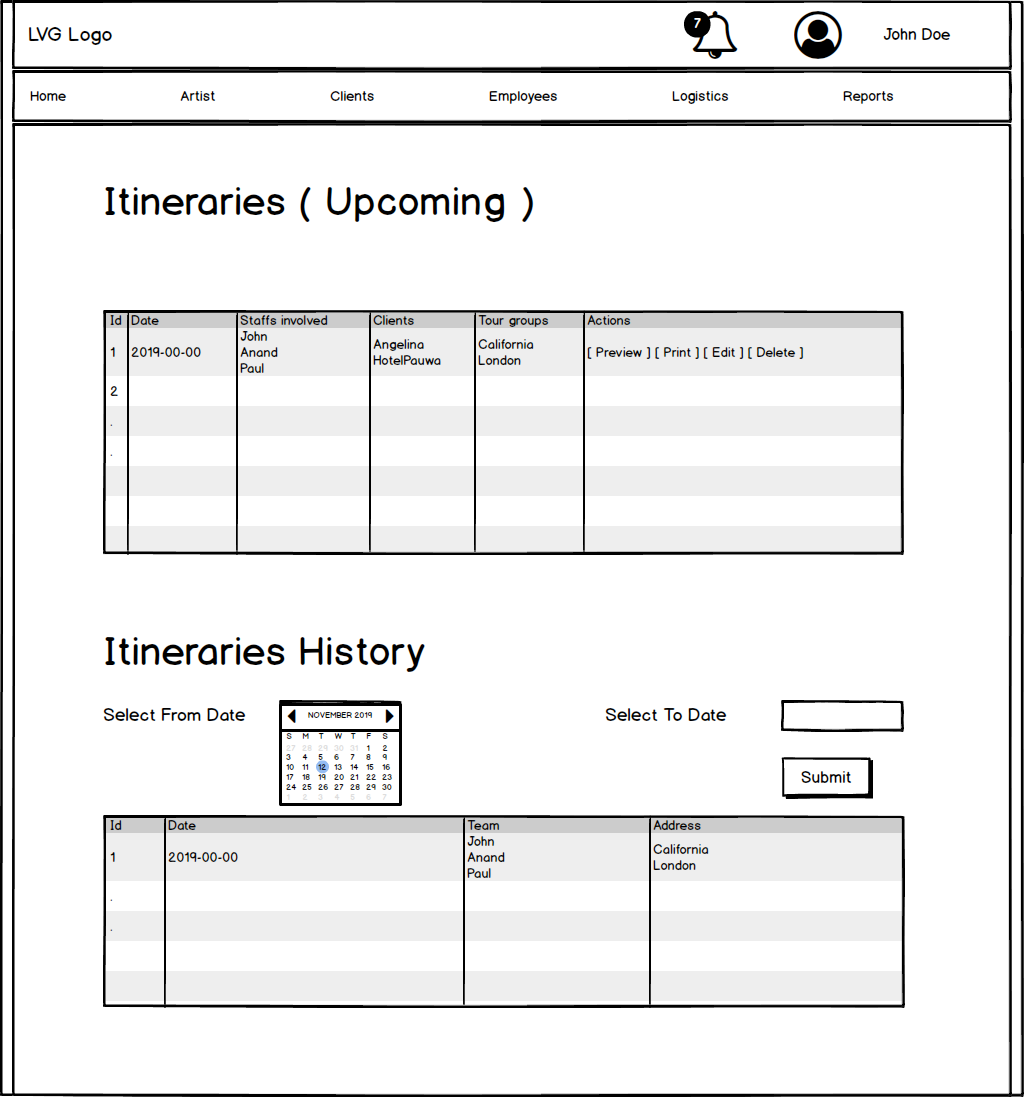 LVG Logo
7
John Doe
Home Artist Clients Employees Logistics Reports
Itineraries ( Upcoming )
Id Date Staffs involved Clients Tour groups Actions
1 2019-00-00 John Anand Paul Angelina HotelPauwa California London [ Preview ] [ Print ] [ Edit ] [ Delete ]
2
.
.
Itineraries History
Select From Date
NOVEMBER 2019
S M T W T F S
27 28 29 30 31 1 2
3 4 5 6 7 8 9
10 11 12 13 14 15 16
17 18 19 20 21 22 23
24 25 26 27 28 29 30
1 2 3 4 5 6 7
Select To Date
Submit
Id Date Team Address
1 2019-00-00 John Anand Paul California London
.
.